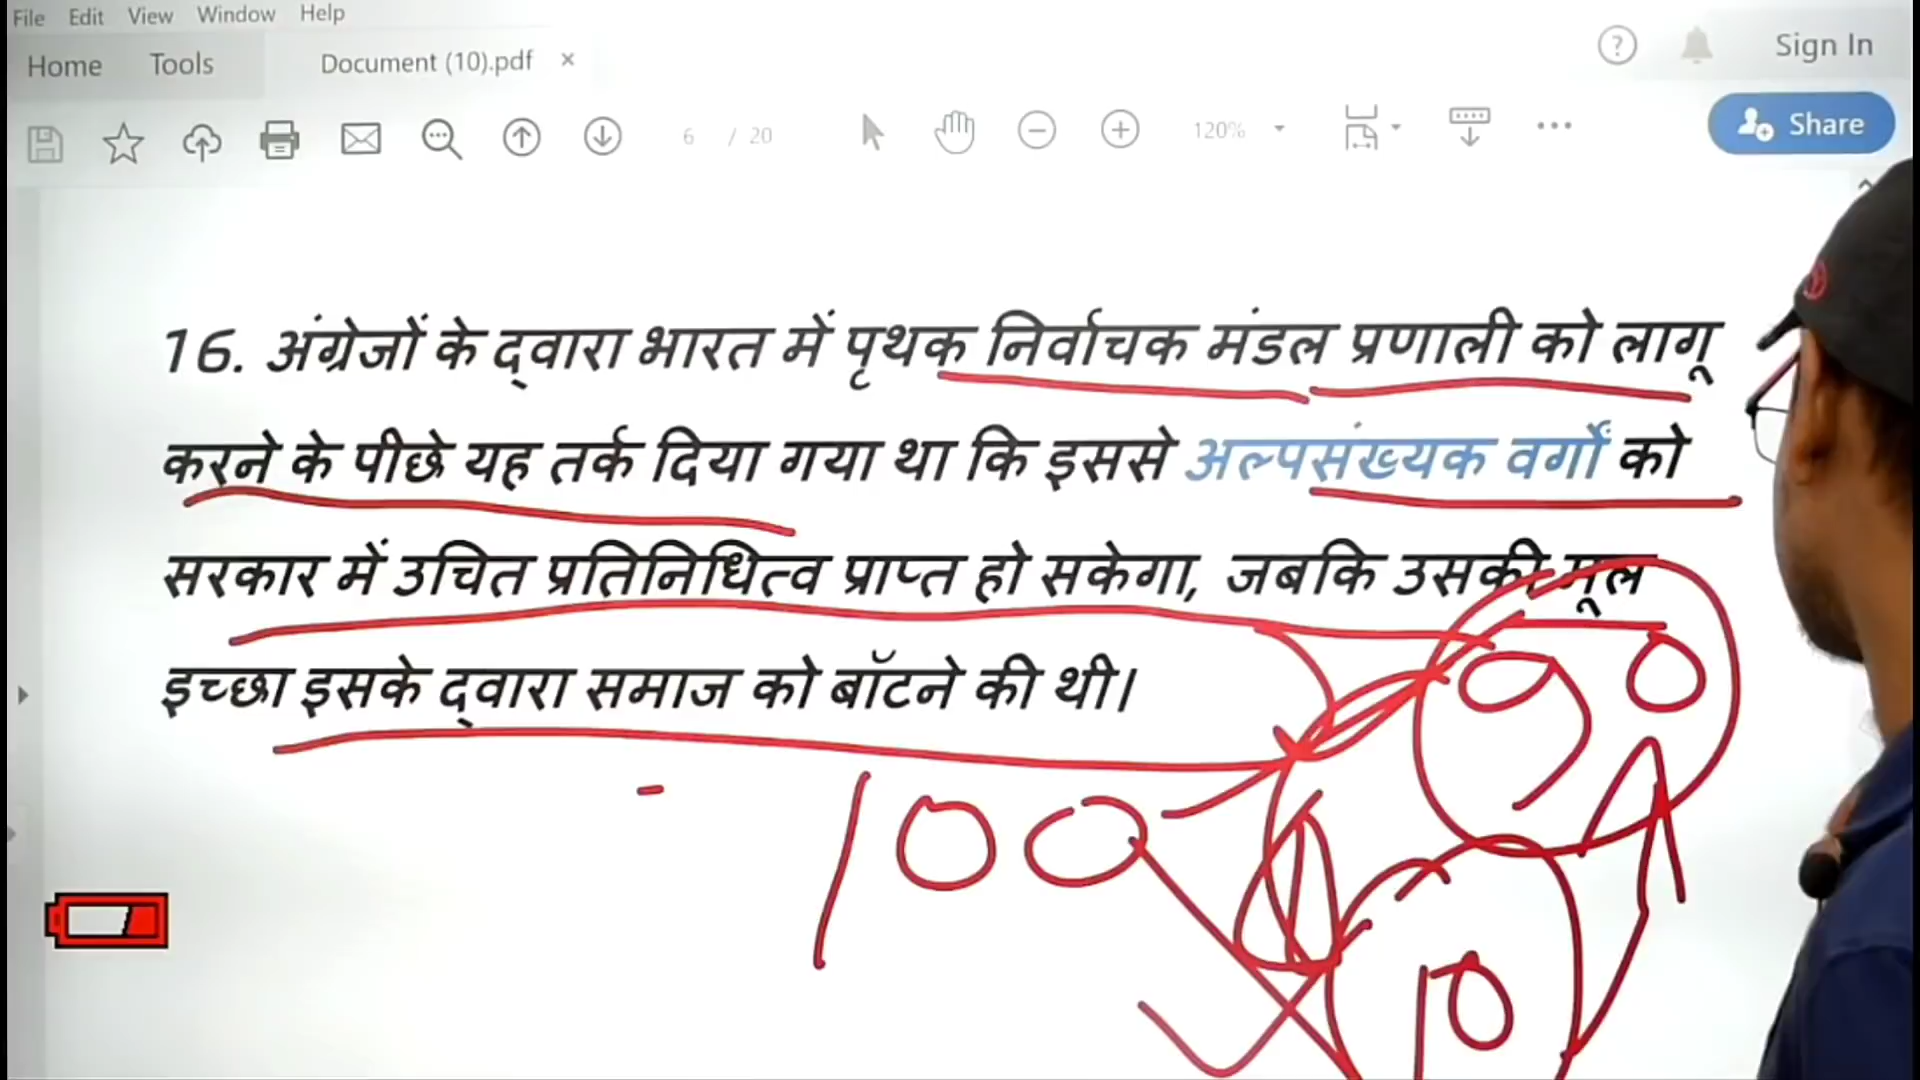 File Edit View Window Help
Home Tools Document (10).pdf × ? Sign In
6 / 20 120% Share
16. अंग्रेजों के द्वारा भारत में पृथक निर्वाचक मंडल प्रणाली को लागू
करने के पीछे यह तर्क दिया गया था कि इससे अल्पसंख्यक वर्गों को
सरकार में उचित प्रतिनिधित्व प्राप्त हो सकेगा, जबकि उसकी मूल
इच्छा इसके द्वारा समाज को बॉटने की थी।
90
100
10